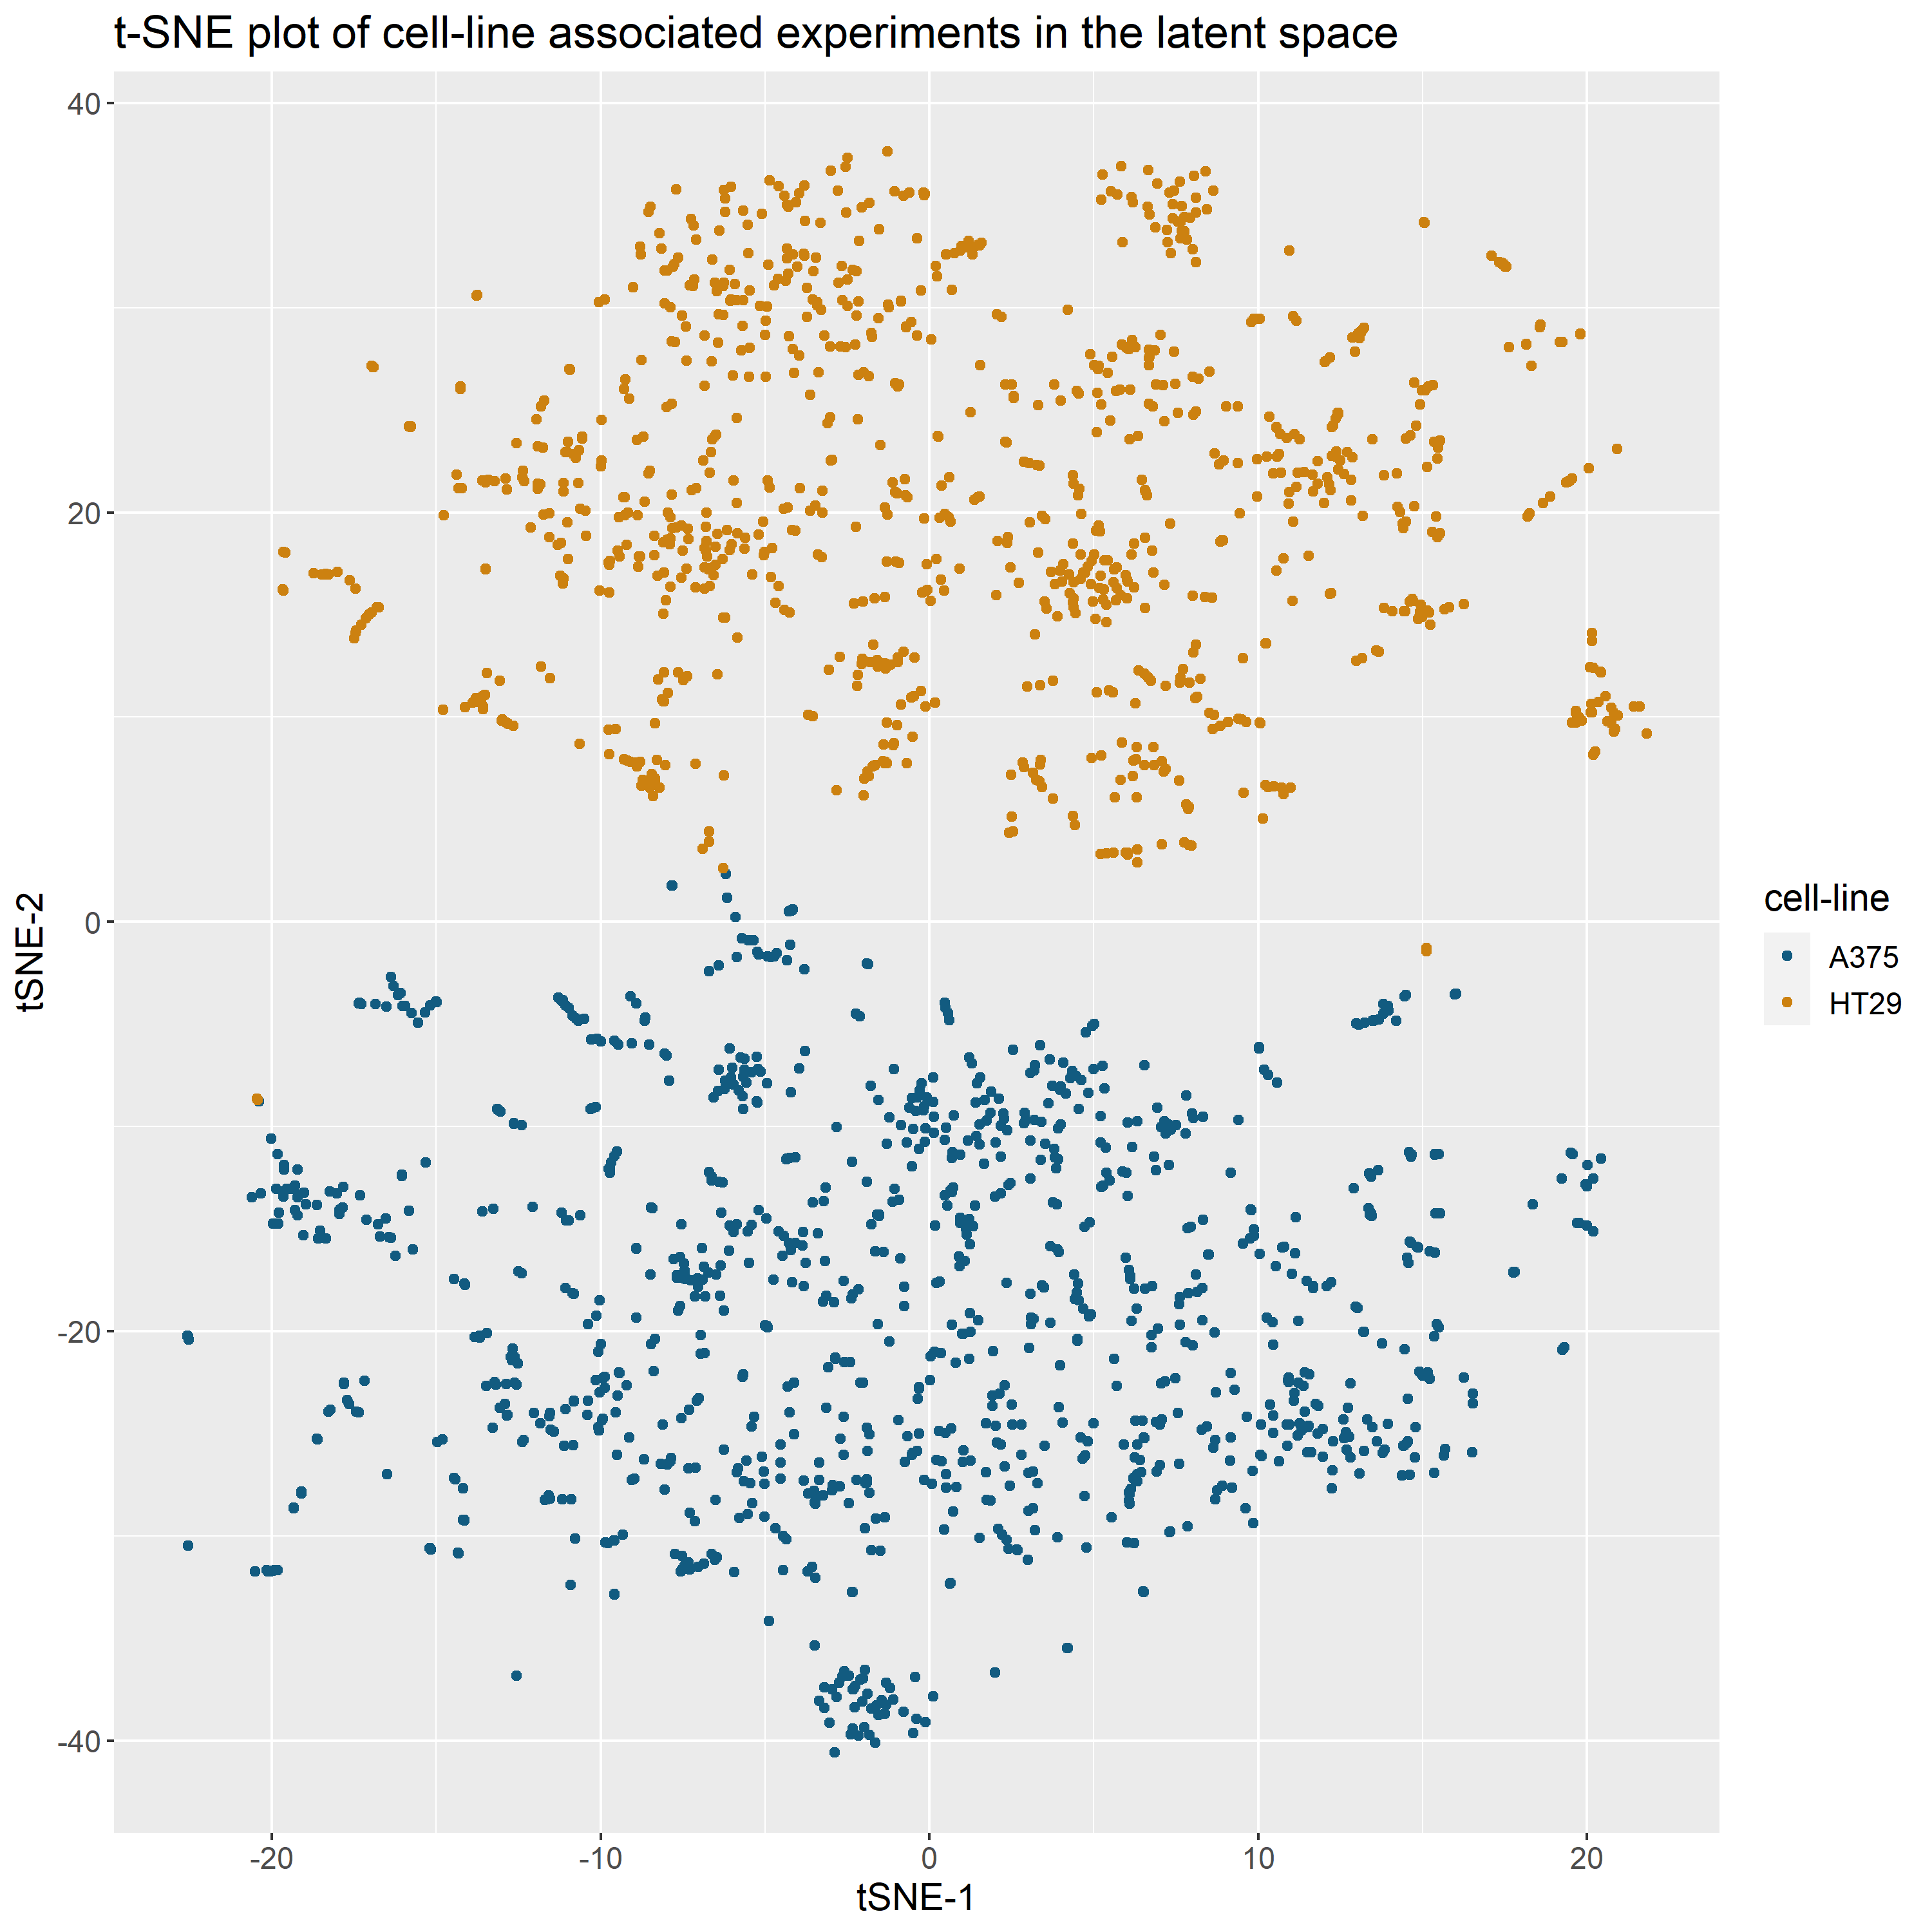 t-SNE plot of cell-line associated experiments in the latent space
40
20
0
-20
-40
tSNE-2
-20
-10
0
10
20
tSNE-1
cell-line
A375
HT29